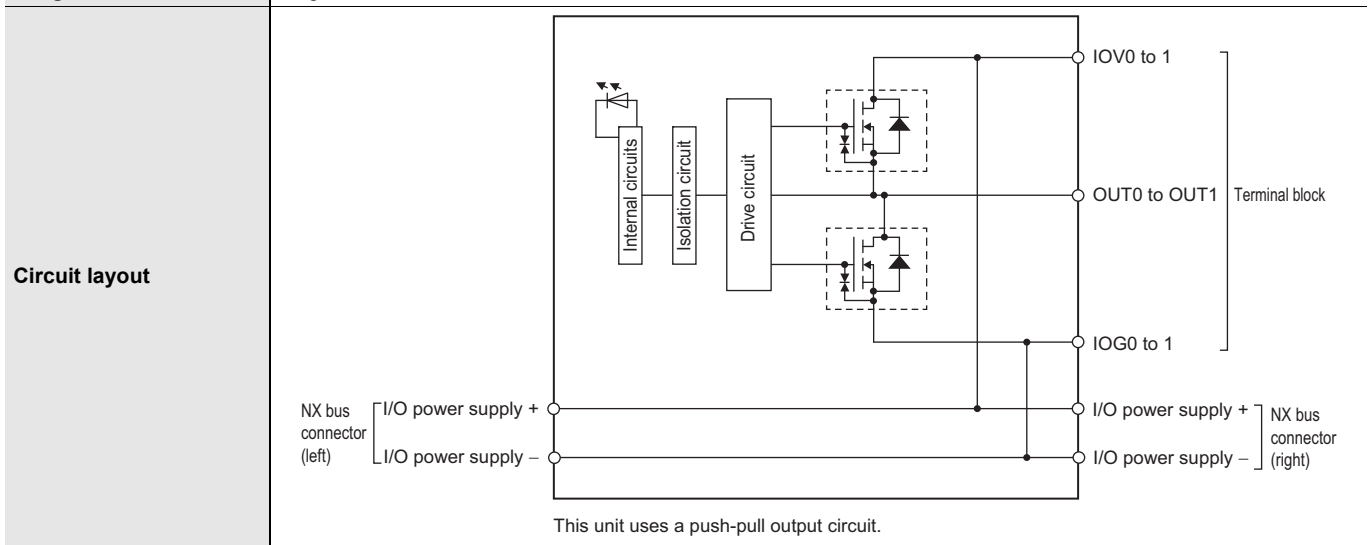 Circuit layout
IOV0 to 1
Internal circuits
Isolation circuit
Drive circuit
OUT0 to OUT1
Terminal block
IOG0 to 1
NX bus
connector
(left)
I/O power supply +
I/O power supply −
I/O power supply +
I/O power supply −
NX bus
connector
(right)
This unit uses a push-pull output circuit.